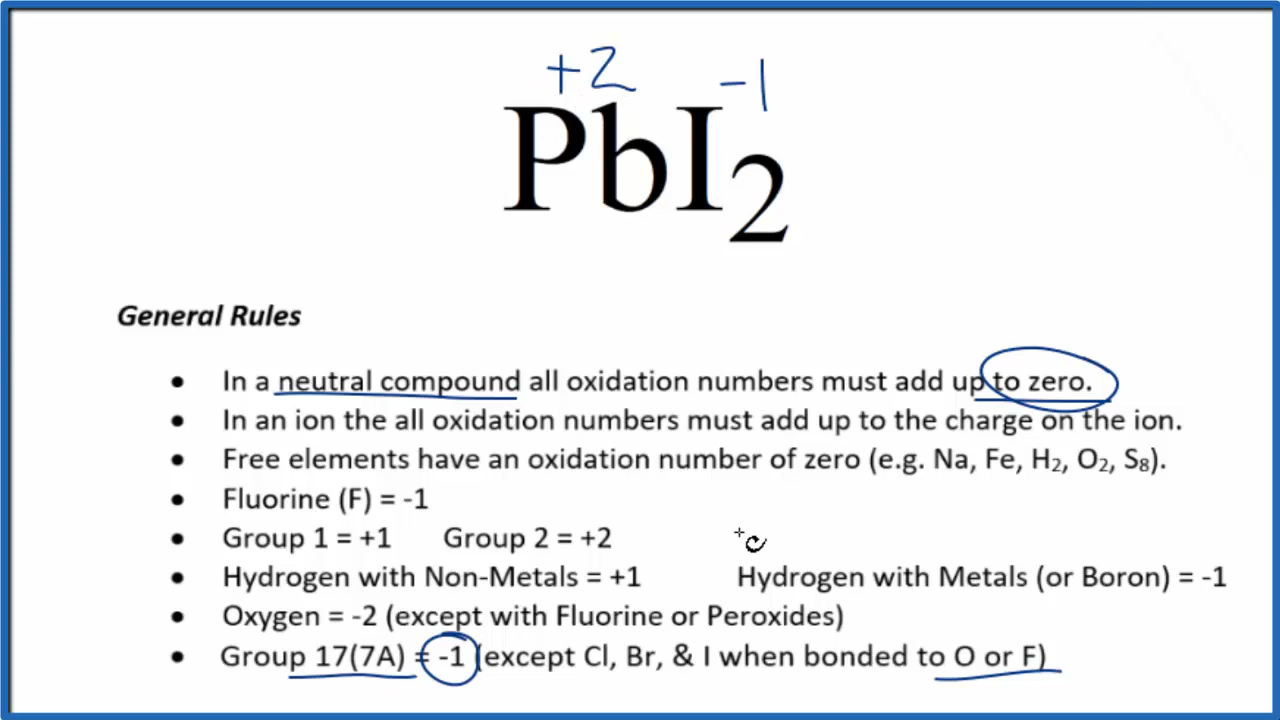 +2 -1
PbI₂
General Rules
• In a neutral compound all oxidation numbers must add up to zero.
• In an ion the all oxidation numbers must add up to the charge on the ion.
• Free elements have an oxidation number of zero (e.g. Na, Fe, H₂, O₂, S₈).
• Fluorine (F) = -1
• Group 1 = +1 Group 2 = +2
• Hydrogen with Non-Metals = +1 Hydrogen with Metals (or Boron) = -1
• Oxygen = -2 (except with Fluorine or Peroxides)
• Group 17(7A) = -1 (except Cl, Br, & I when bonded to O or F)